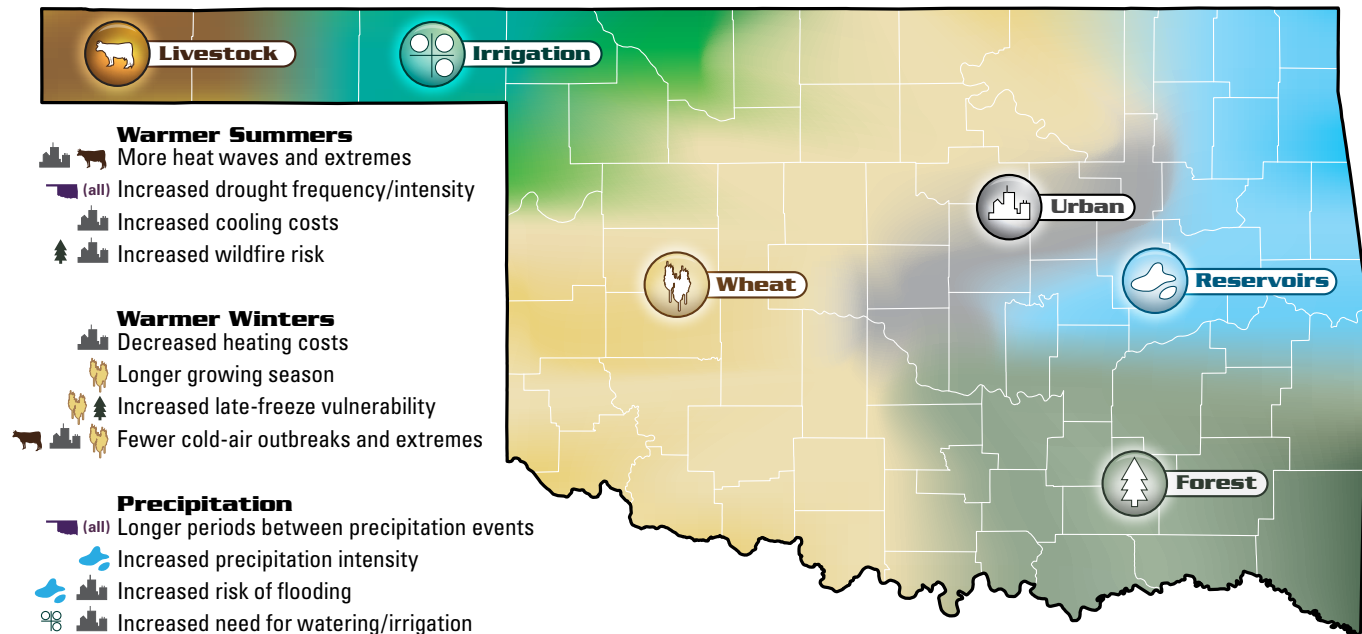 Livestock
Irrigation
Warmer Summers
More heat waves and extremes
(all) Increased drought frequency/intensity
Increased cooling costs
Increased wildfire risk
Urban
Wheat
Reservoirs
Warmer Winters
Decreased heating costs
Longer growing season
Increased late-freeze vulnerability
Fewer cold-air outbreaks and extremes
Forest
Precipitation
(all) Longer periods between precipitation events
Increased precipitation intensity
Increased risk of flooding
Increased need for watering/irrigation